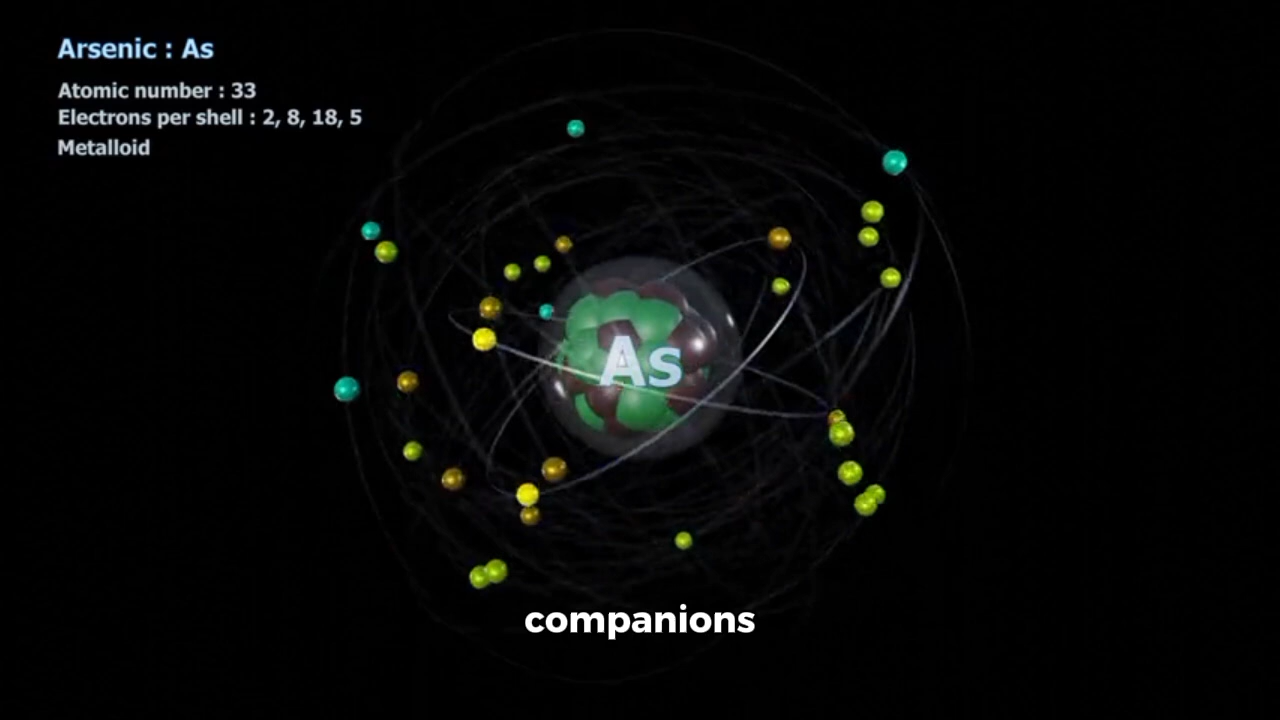 Arsenic : As
Atomic number : 33
Electrons per shell : 2, 8, 18, 5
Metalloid
As
companions